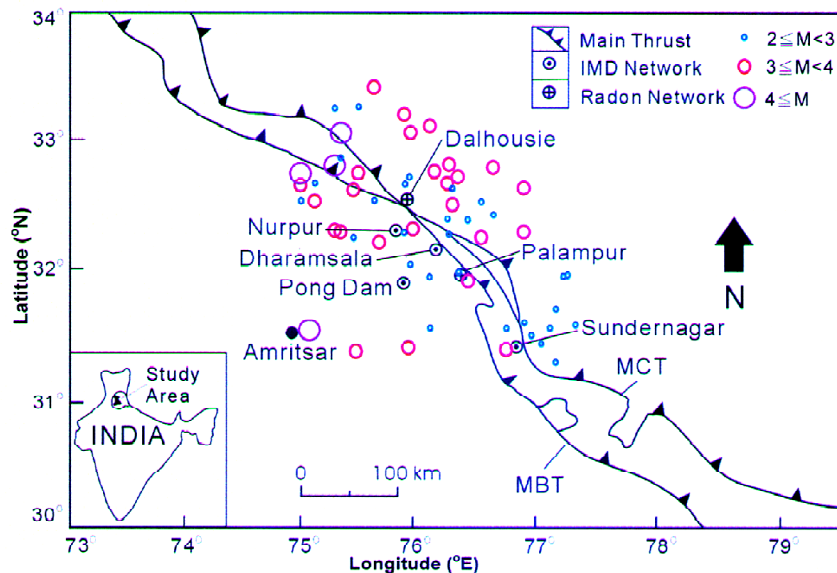 34°
33°
32°
31°
30°
Latitude (°N)
Main Thrust
IMD Network
Radon Network
2≦M<3
3≦M<4
4≦M
Dalhousie
Nurpur
Dharamsala
Palampur
Pong Dam
N
Amritsar
Sundernagar
Study
Area
INDIA
MCT
MBT
0 100 km
73° 74° 75° 76° 77° 78° 79°
Longitude (°E)